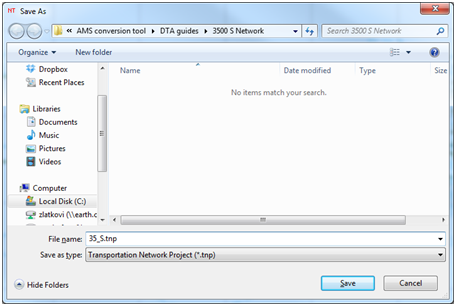 NT Save As
« AMS conversion tool ▸ DTA guides ▸ 3500 S Network
Search 3500 S Network
Organize
New folder
Name
Date modified
Type
Size
Dropbox
Recent Places
Libraries
Documents
Music
Pictures
Videos
Computer
Local Disk (C:)
zlatkovi (\\earth.c
No items match your search.
File name: 35_S.tnp
Save as type: Transportation Network Project (*.tnp)
Hide Folders
Save
Cancel